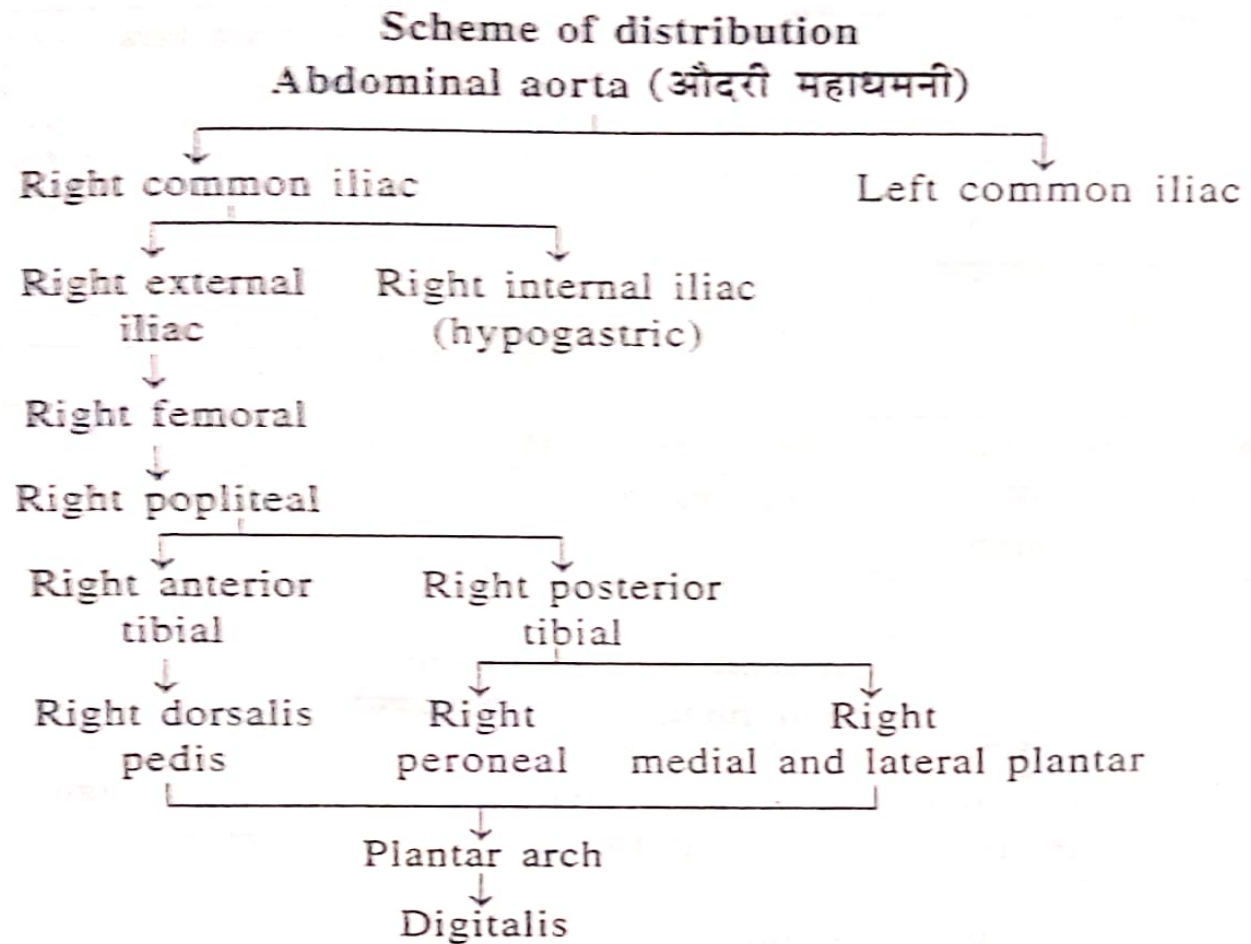 Scheme of distribution
Abdominal aorta (औदरी महाधमनी)
Right common iliac
Left common iliac
Right external
iliac
Right internal iliac
(hypogastric)
Right femoral
Right popliteal
Right anterior
tibial
Right posterior
tibial
Right dorsalis
pedis
Right
peroneal
Right
medial and lateral plantar
Plantar arch
Digitalis